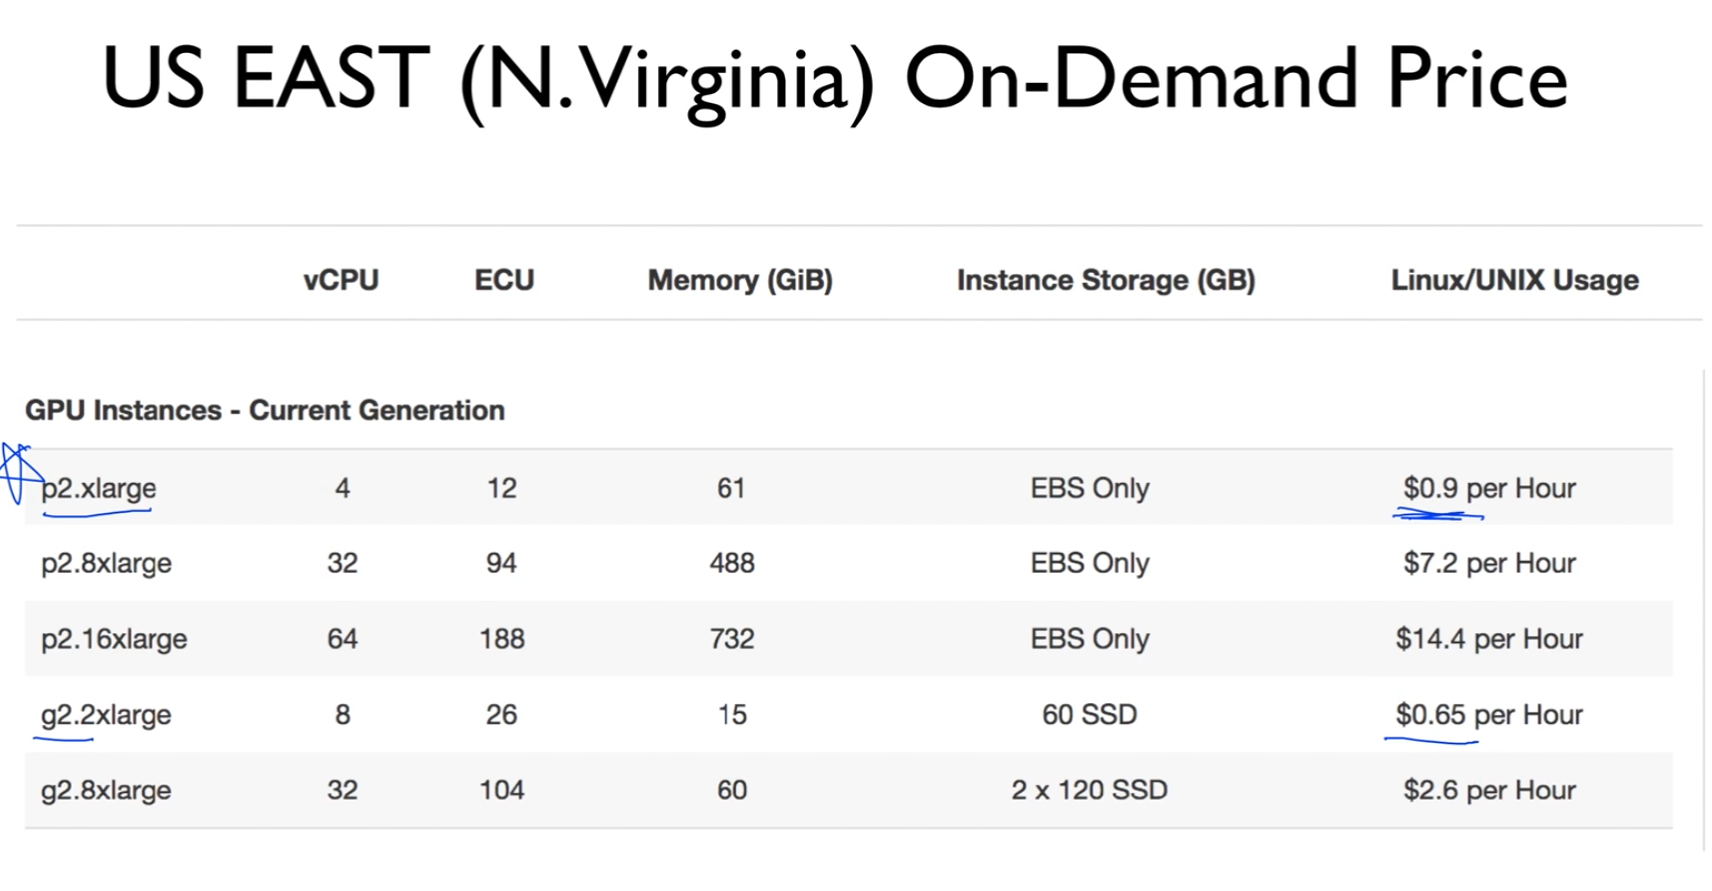 US EAST (N. Virginia) On-Demand Price
vCPU ECU Memory (GiB) Instance Storage (GB) Linux/UNIX Usage
GPU Instances - Current Generation
p2.xlarge 4 12 61 EBS Only $0.9 per Hour
p2.8xlarge 32 94 488 EBS Only $7.2 per Hour
p2.16xlarge 64 188 732 EBS Only $14.4 per Hour
g2.2xlarge 8 26 15 60 SSD $0.65 per Hour
g2.8xlarge 32 104 60 2 x 120 SSD $2.6 per Hour